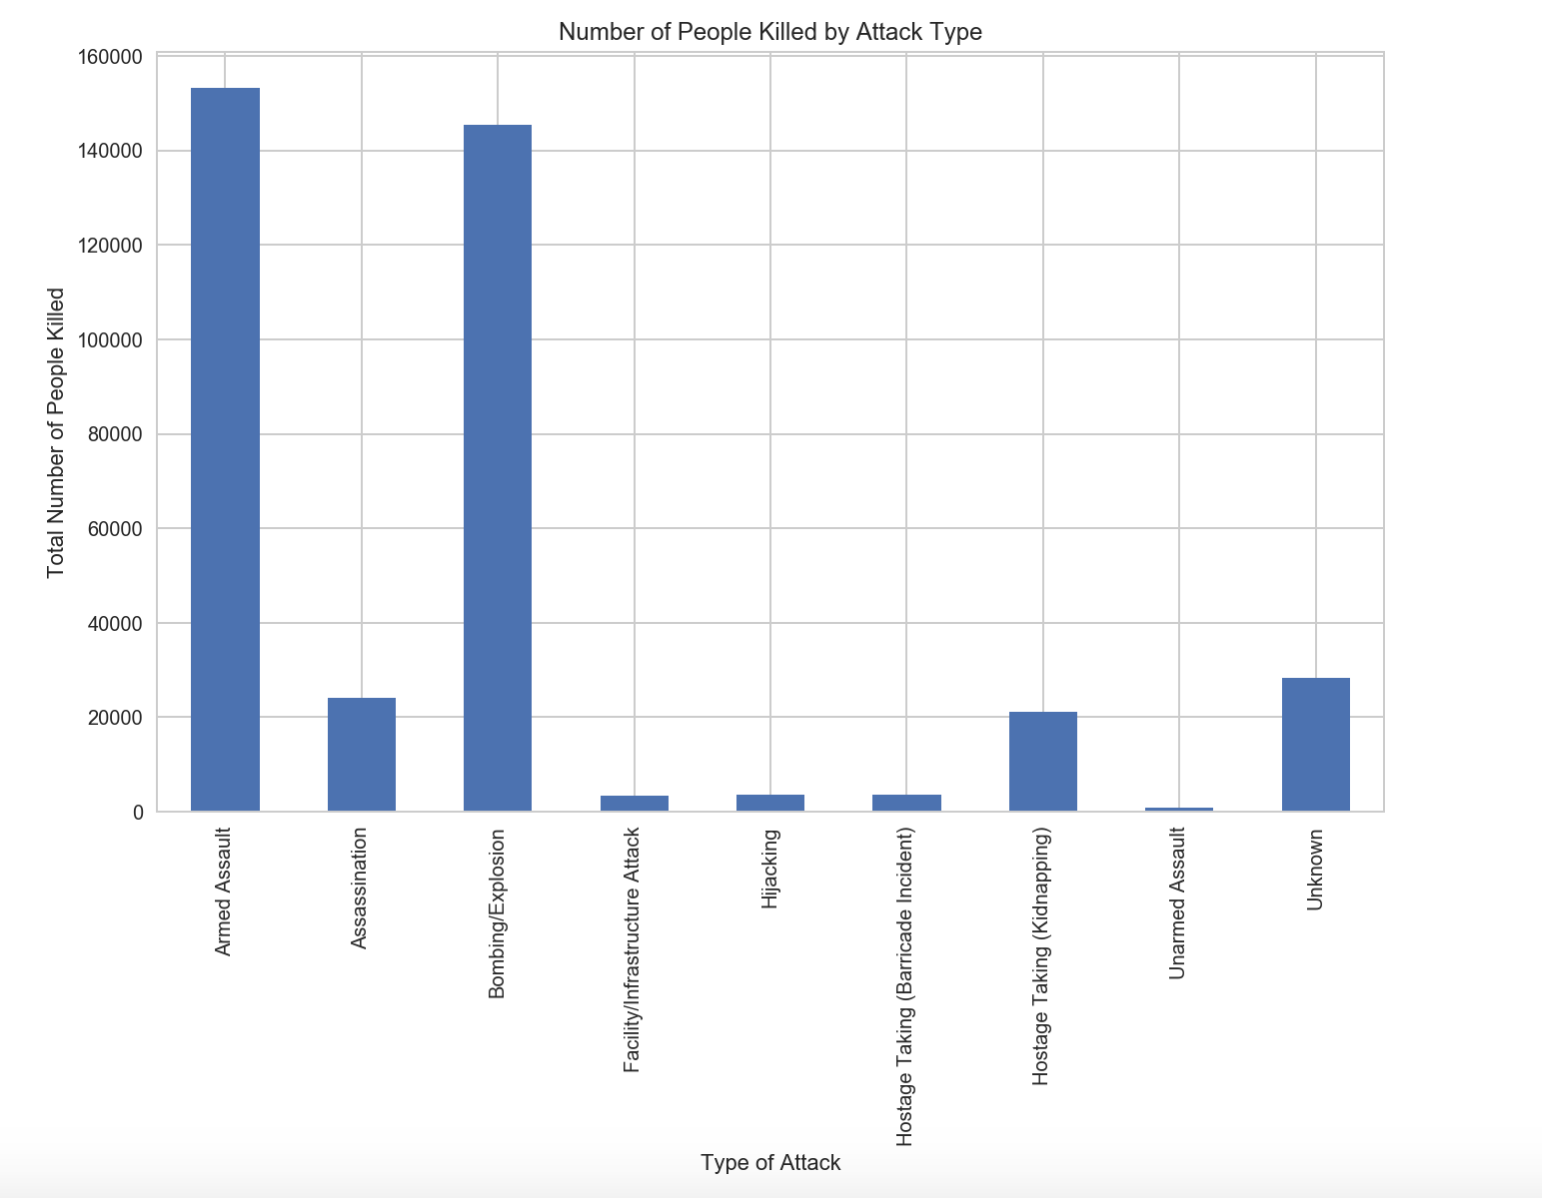 Number of People Killed by Attack Type
160000
140000
120000
100000
80000
60000
40000
20000
0
Total Number of People Killed
Armed Assault
Assassination
Bombing/Explosion
Facility/Infrastructure Attack
Hijacking
Hostage Taking (Barricade Incident)
Hostage Taking (Kidnapping)
Unarmed Assault
Unknown
Type of Attack